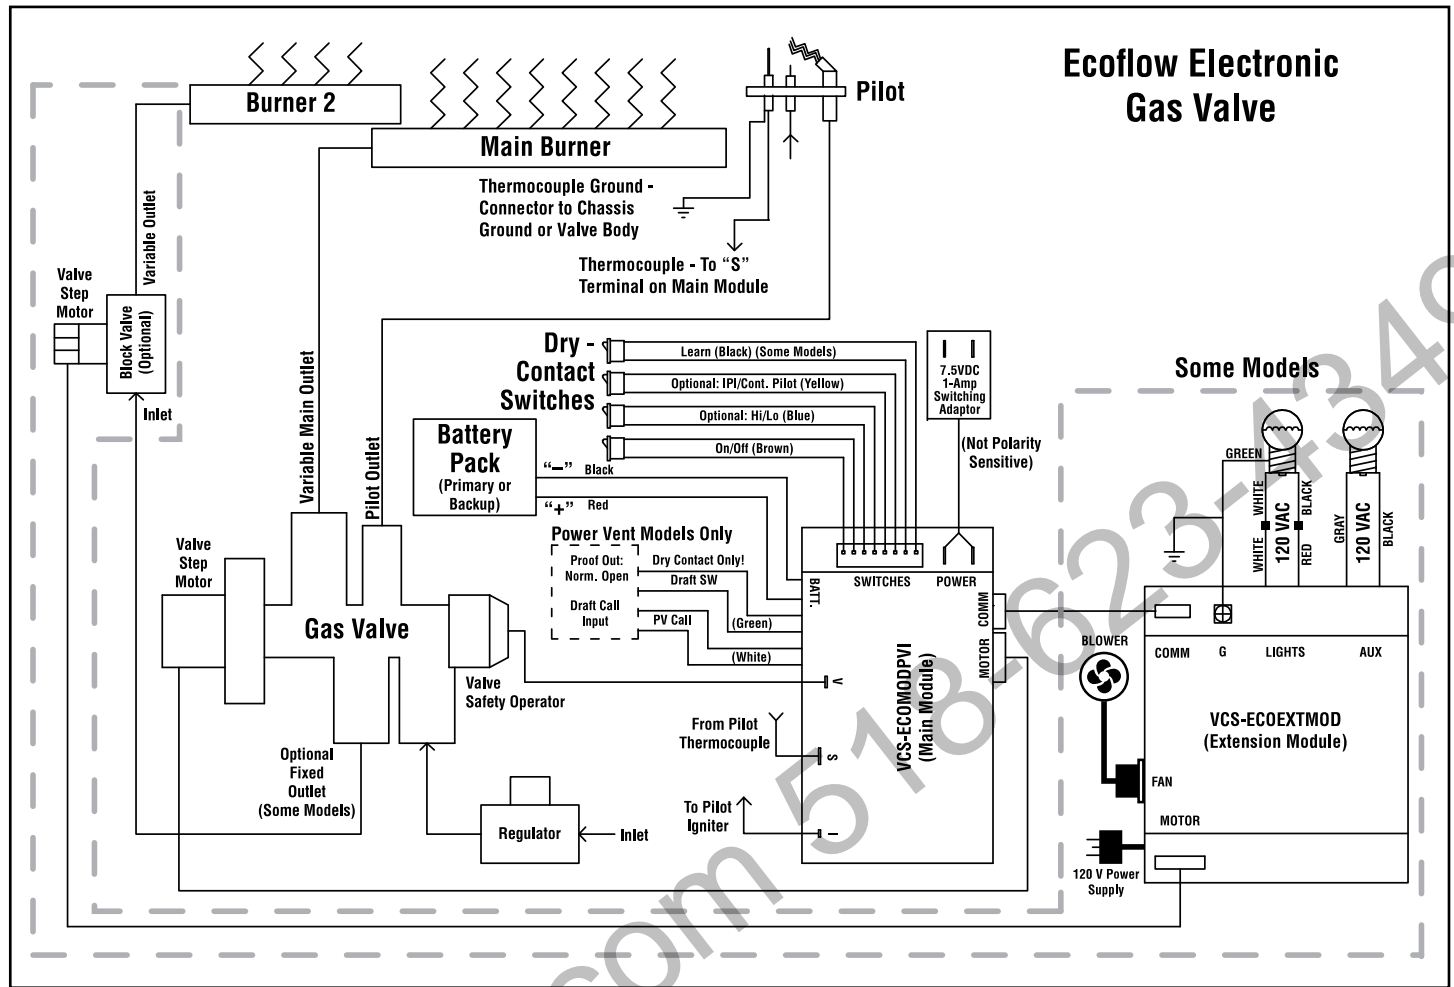 Ecoflow Electronic
Gas Valve
Burner 2
Main Burner
Pilot
Thermocouple Ground -
Connector to Chassis
Ground or Valve Body
Thermocouple - To “S”
Terminal on Main Module
Variable Outlet
Valve
Step
Motor
Block Valve
(Optional)
Inlet
Variable Main Outlet
Pilot Outlet
Dry -
Contact
Switches
Learn (Black) (Some Models)
Optional: IPI/Cont. Pilot (Yellow)
Optional: Hi/Lo (Blue)
On/Off (Brown)
7.5VDC
1-Amp
Switching
Adaptor
(Not Polarity
Sensitive)
Battery
Pack
(Primary or
Backup)
“–” Black
“+” Red
Power Vent Models Only
Proof Out:
Norm. Open
Draft Call
Input
Dry Contact Only!
Draft SW
(Green)
PV Call
(White)
Valve
Step
Motor
Gas Valve
Valve
Safety Operator
Optional
Fixed
Outlet
(Some Models)
Regulator
Inlet
From Pilot
Thermocouple
To Pilot
Igniter
SWITCHES
POWER
BATT.
COMM
MOTOR
V
S
I
VCS-ECOMODPVI
(Main Module)
Some Models
GREEN
WHITE
BLACK
WHITE
RED
120 VAC
GRAY
120 VAC
BLACK
BLOWER
COMM
G
LIGHTS
AUX
VCS-ECOEXTMOD
(Extension Module)
FAN
MOTOR
120 V Power
Supply
com 518-623-4349